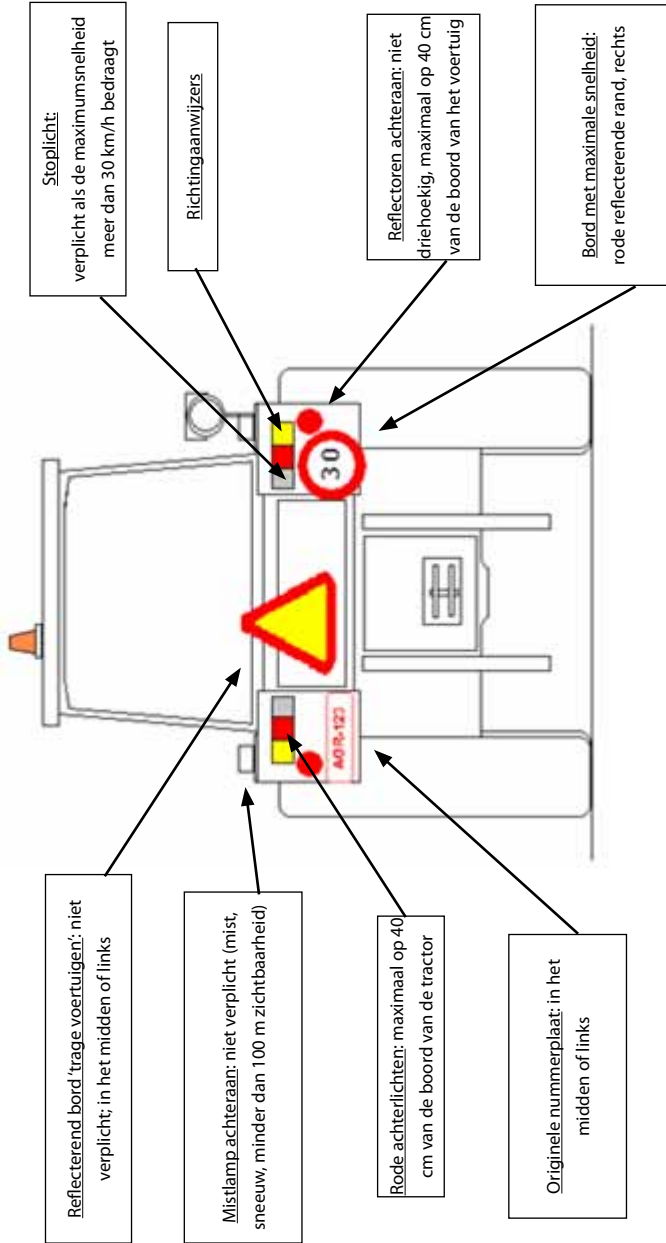 Reflecterend bord 'trage voertuigen': niet
verplicht; in het midden of links
Mistlamp achteraan: niet verplicht (mist,
sneeuw, minder dan 100 m zichtbaarheid)
Rode achterlichten: maximaal op 40
cm van de boord van de tractor
Originele nummerplaat: in het
midden of links
AGR-123
30
Stoplicht:
verplicht als de maximumsnelheid
meer dan 30 km/h bedraagt
Richtingaanwijzers
Reflectoren achteraan: niet
driehoekig, maximaal op 40 cm
van de boord van het voertuig
Bord met maximale snelheid:
rode reflecterende rand, rechts